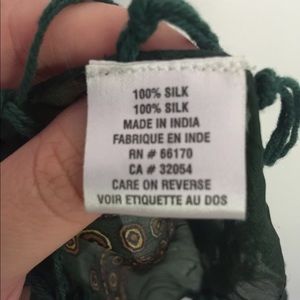 100% SILK
100% SILK
MADE IN INDIA
FABRIQUE EN INDE
RN # 66170
CA # 32054
CARE ON REVERSE
VOIR ETIQUETTE AU DOS